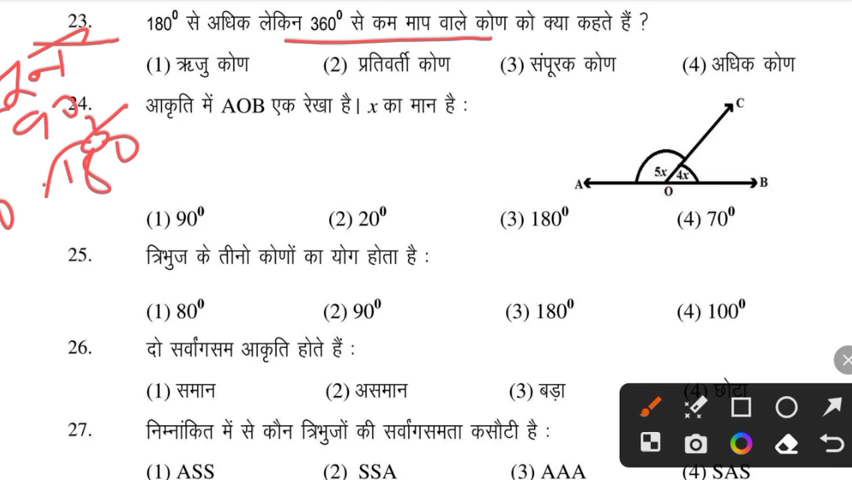 23. 180⁰ से अधिक लेकिन 360⁰ से कम माप वाले कोण को क्या कहते हैं ?
(1) ऋजु कोण (2) प्रतिवर्ती कोण (3) संपूरक कोण (4) अधिक कोण
24. आकृति में AOB एक रेखा है। x का मान है :
C
5x 4x
A O B
180
(1) 90⁰ (2) 20⁰ (3) 180⁰ (4) 70⁰
25. त्रिभुज के तीनो कोणों का योग होता है :
(1) 80⁰ (2) 90⁰ (3) 180⁰ (4) 100⁰
26. दो सर्वांगसम आकृति होते हैं :
(1) समान (2) असमान (3) बड़ा (4) छोटा
27. निम्नांकित में से कौन त्रिभुजों की सर्वांगसमता कसौटी है :
(1) ASS (2) SSA (3) AAA (4) SAS